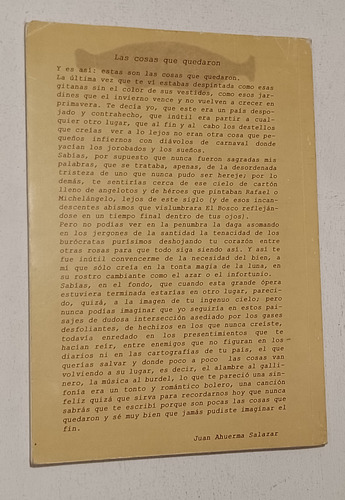 Las cosas que quedaron
Y es así: estas son las cosas que quedaron.
La última vez que te vi estabas despintada como esas
gitanas sin el color de sus vestidos, como esos jar-
dines que el invierno vence y no vuelven a crecer en
primavera. Te decía yo, que este era un país despo-
jado y contrahecho, que inútil era partir a cual-
quier otro lugar, que al fin y al cabo los destellos
que creías ver a lo lejos no eran otra cosa que pe-
queños infiernos con diávolos de carnaval donde
yacían los jorobados y los sueños.
Sabías, por supuesto que nunca fueron sagradas mis
palabras, que se trataba, apenas, de la desordenada
tristeza de uno que nunca pudo ser hereje; por lo
demás, te sentirías cerca de ese cielo de cartón
lleno de angelotes y de héroes que pintaban Rafael o
Michelángelo, lejos de este siglo (y de esos incan-
descentes abismos que vislumbrara El Bosco refleján-
dose en un tiempo final dentro de tus ojos).
Pero no podías ver en la penumbra la daga asomando
en los jergones de la santidad la tenacidad de los
burócratas purísimos deshojando tu corazón entre
otras rosas para que todo siga siendo así. Y así te
fue inútil convencerme de la necesidad del bien, a
mí que sólo creía en la tonta magia de la luna, en
su rostro cambiante como el azar o el infortunio.
Sabías, en el fondo, que cuando esta grande ópera
estuviera terminada estarías en otro lugar, pareci-
do, quizá, a la imagen de tu ingenuo cielo; pero
nunca podías imaginar que yo seguiría en estos pai-
sajes de dudosa intersección asediado por los gases
desfoliantes, de hechizos en los que nunca creíste,
todavía enredado en los presentimientos que te
hacían reír, entre enemigos que no figuran en los
diarios ni en las cartografías de tu país, el que
querías salvar y donde poco a poco las cosas van
volviendo a su lugar, es decir, el alambre al galli-
nero, la música al burdel, lo que te pareció una sin-
fonía era un tonto y romántico bolero, una canción
feliz quizá que sirva para recordarnos hoy que nunca
sabrás que te escribí porque son pocas las cosas que
quedaron y sé muy bien que jamás pudiste imaginar el
fin.
Juan Ahuerma Salazar